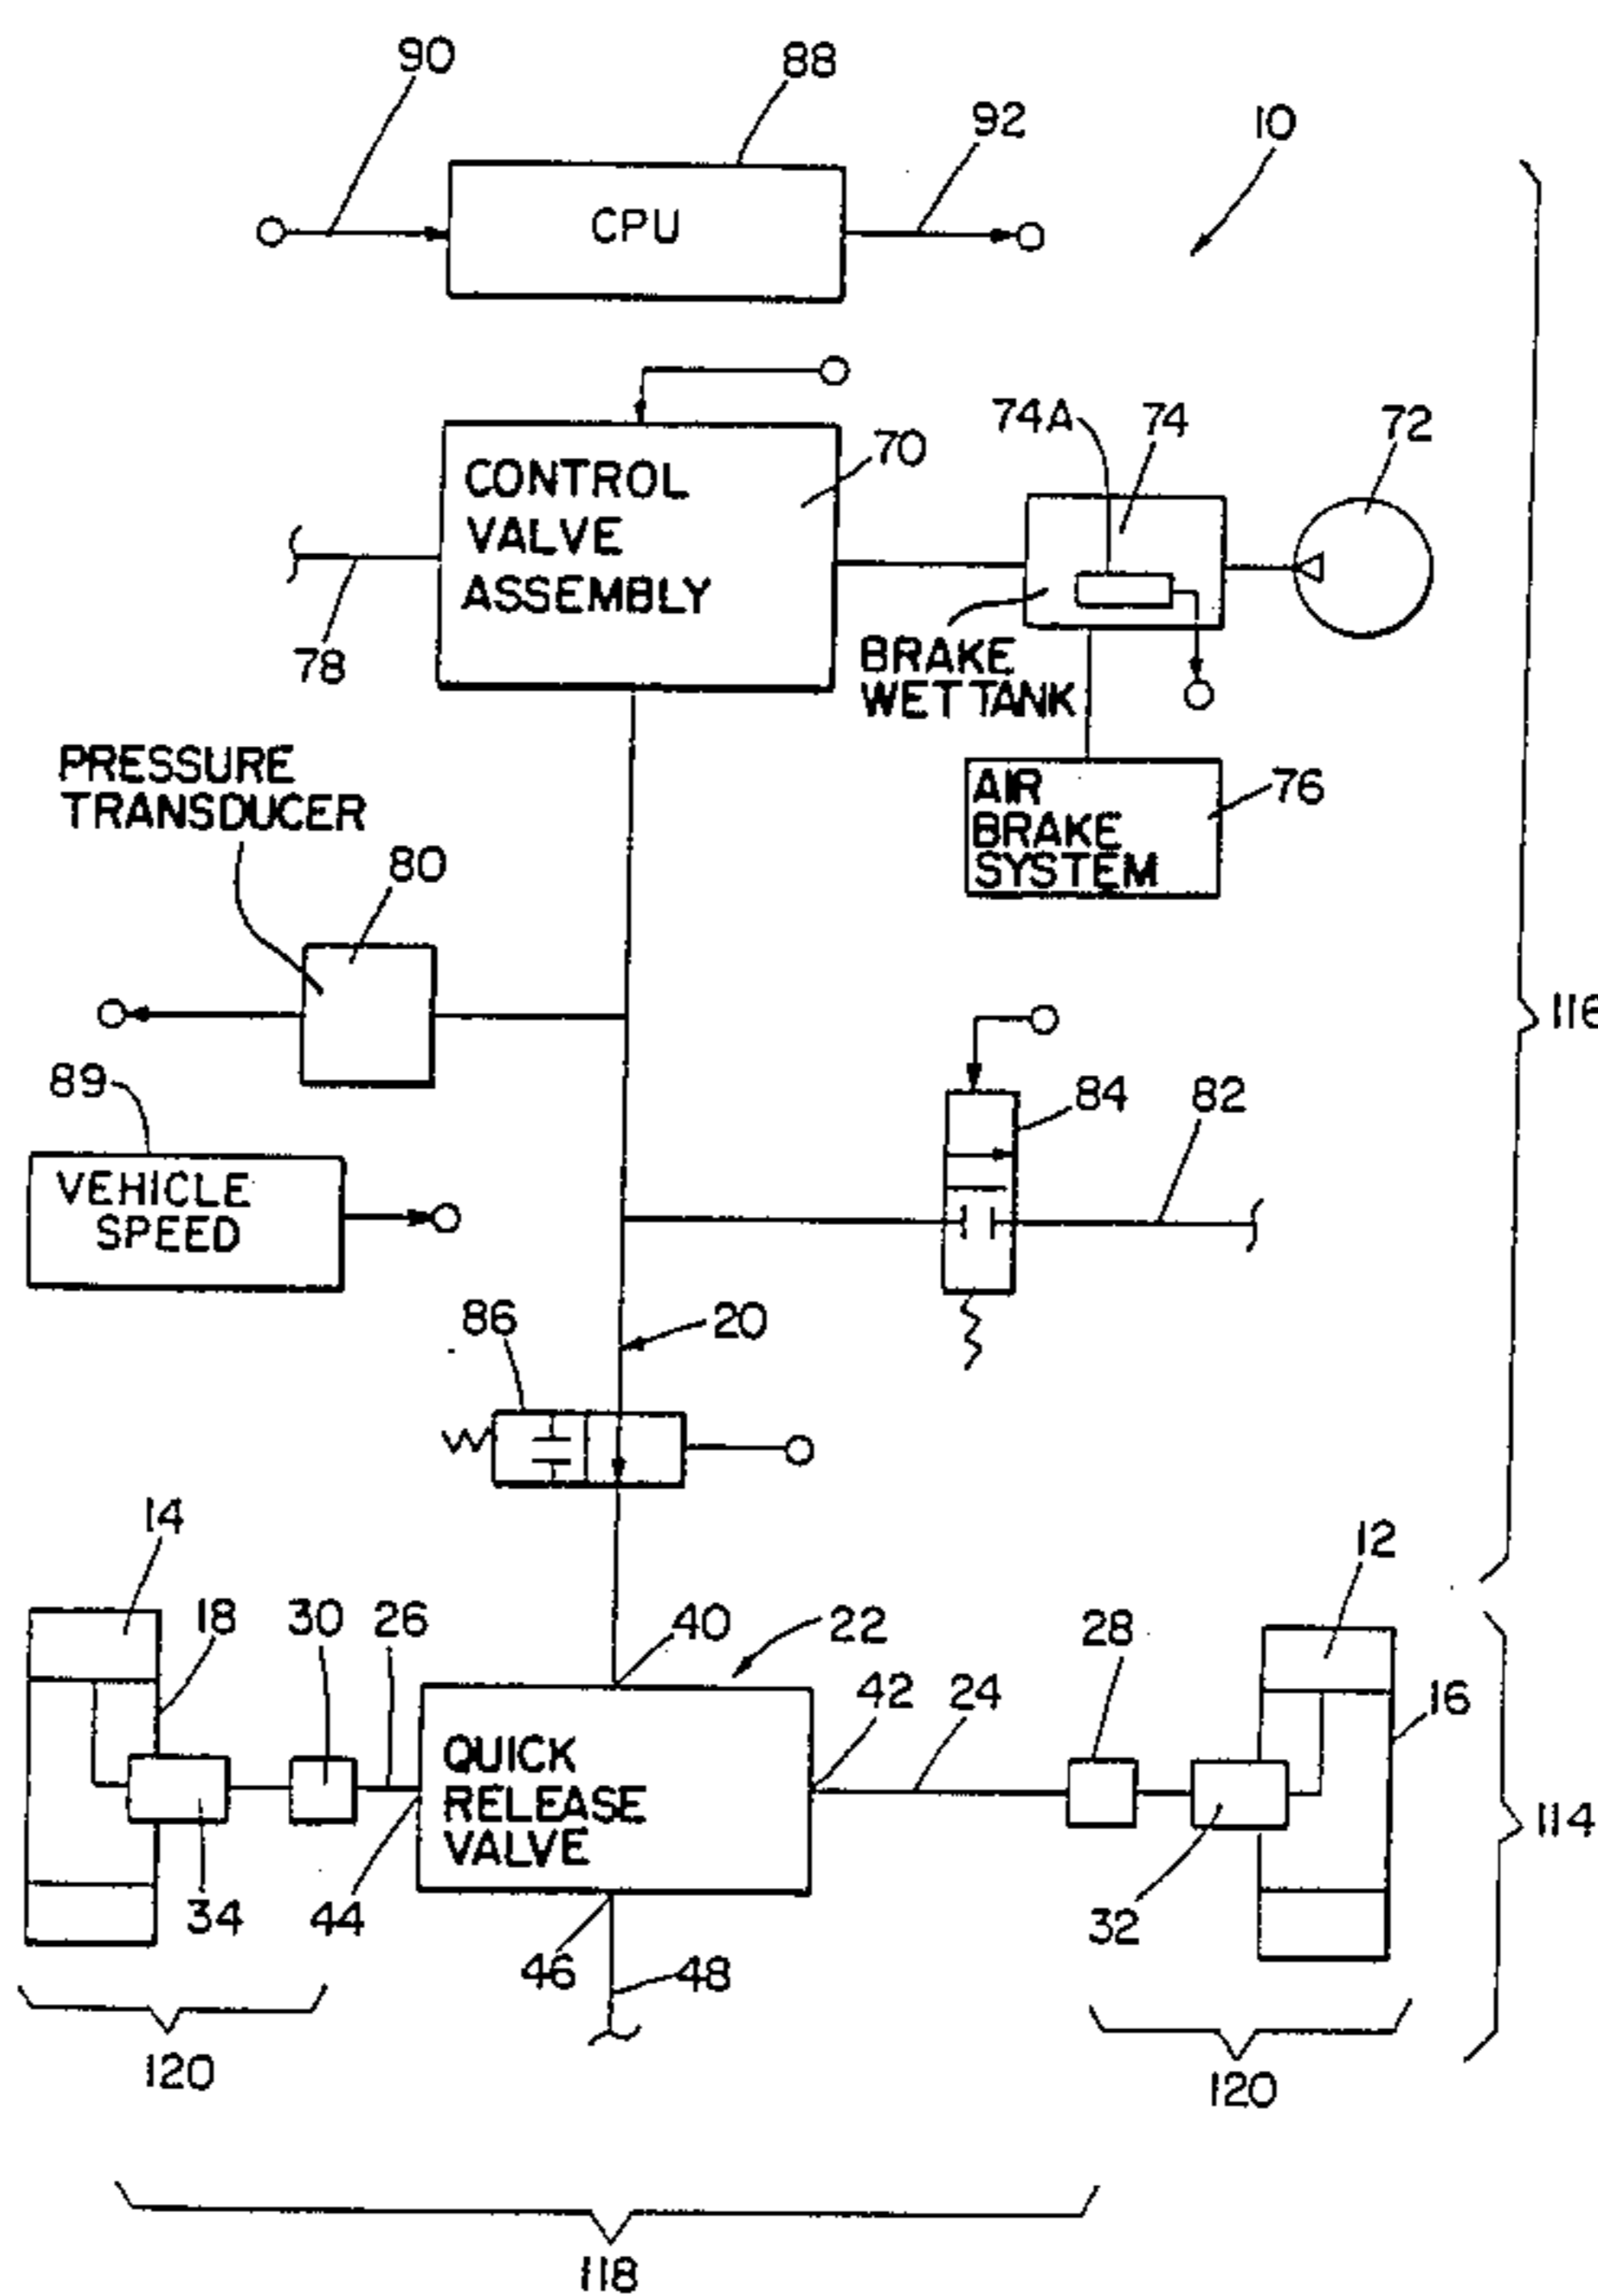 90
88
92
10
CPU
74A
74
72
70
CONTROL
VALVE
ASSEMBLY
78
BRAKE
WET TANK
PRESSURE
TRANSDUCER
AIR
BRAKE
SYSTEM
76
80
116
89
84
82
VEHICLE
SPEED
86
20
14
12
18
30
26
40
22
28
42
24
16
QUICK
RELEASE
VALVE
114
34
44
32
46
48
120
120
118